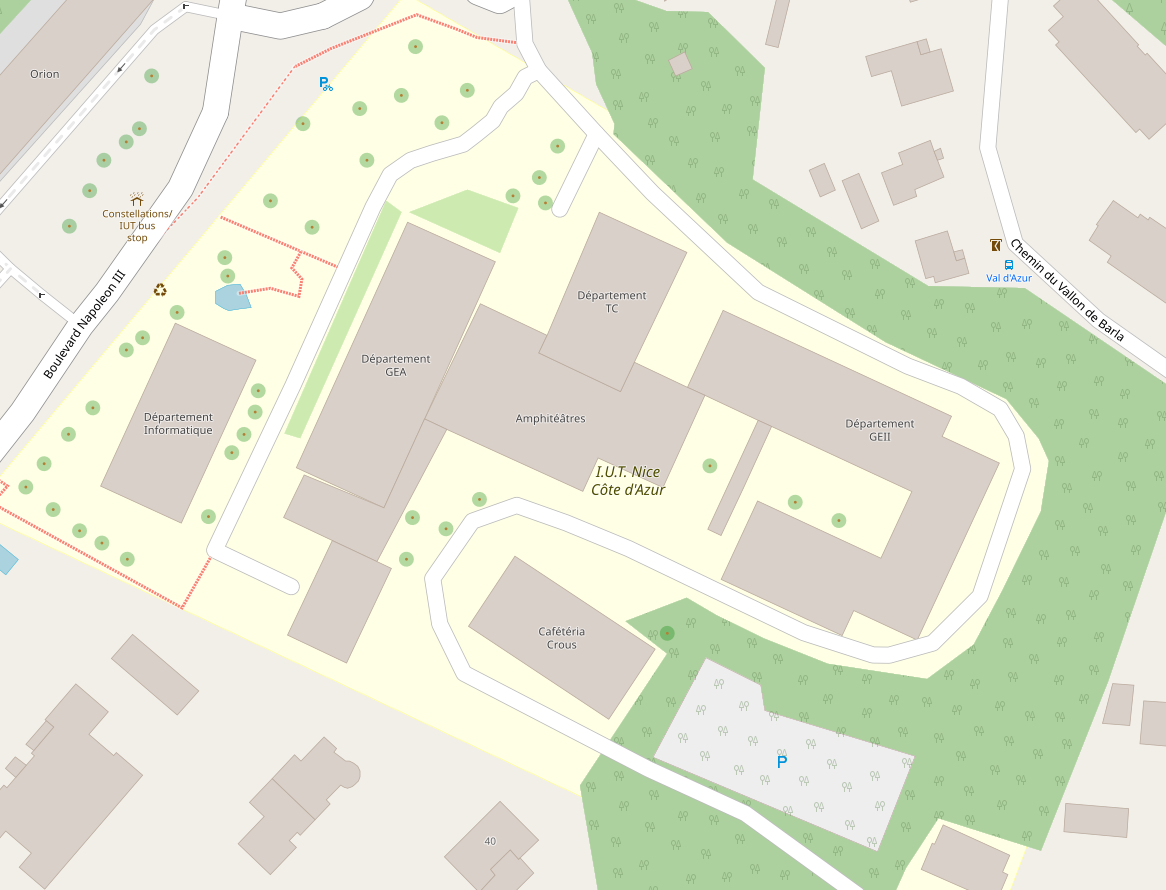 Orion
P
Constellations/
IUT bus
stop
Boulevard Napoleon III
Val d'Azur
Chemin du Vallon de Barla
Département
TC
Département
GEA
Département
Informatique
Amphitéâtres
Département
GEII
I.U.T. Nice
Côte d'Azur
Cafétéria
Crous
P
40